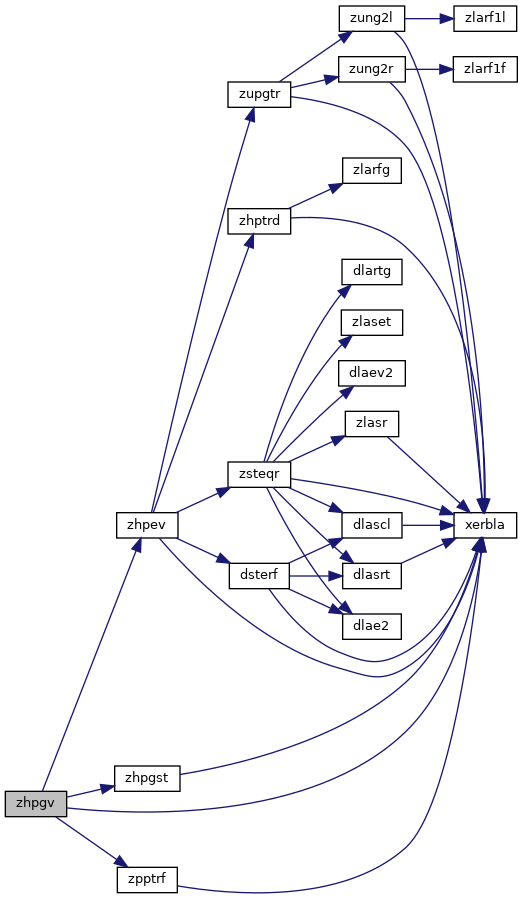 zung2l
zlarf1l
zung2r
zlarf1f
zupgtr
zlarfg
zhptrd
dlartg
zlaset
dlaev2
zlasr
zsteqr
zhpev
dlascl
xerbla
dsterf
dlasrt
dlae2
zhpgst
zhpgv
zpptrf